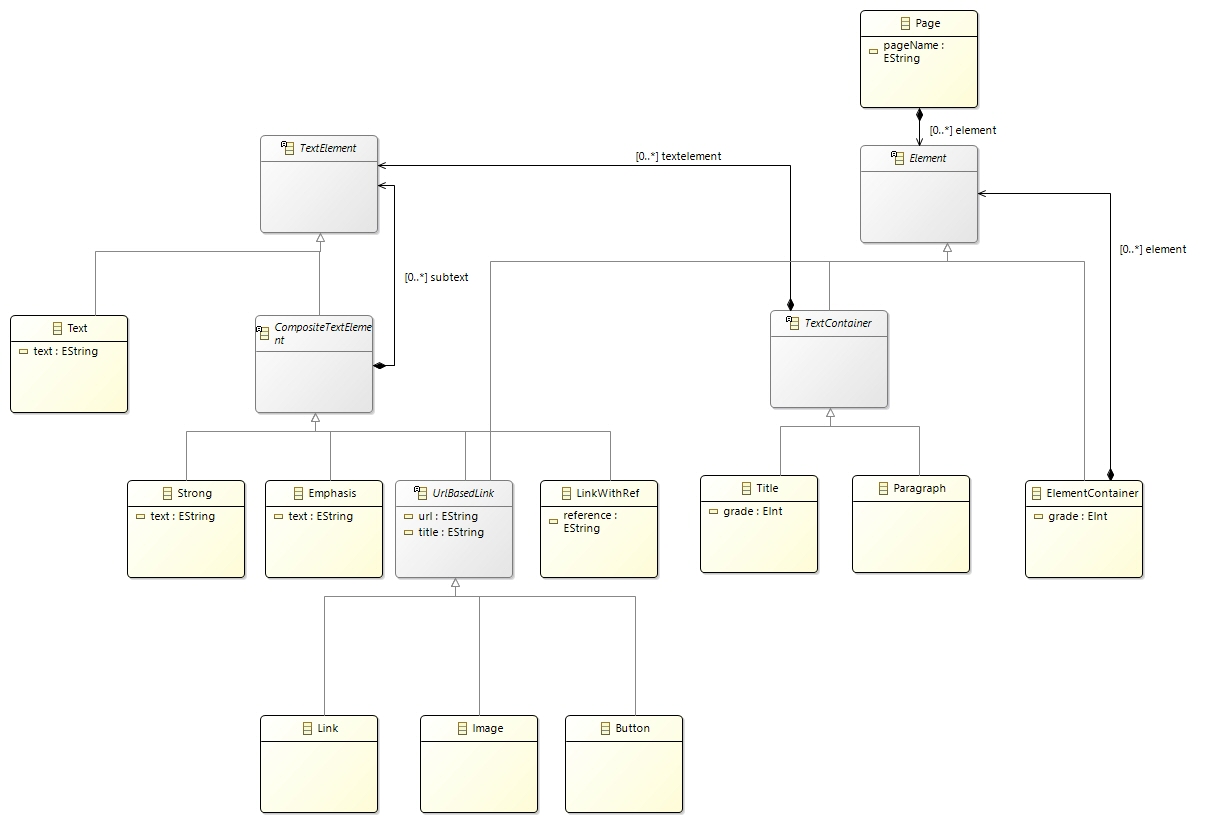 Page
pageName :
EString
[0..*] element
TextElement
[0..*] textelement
Element
[0..*] element
[0..*] subtext
Text
text : EString
CompositeTextEleme
nt
TextContainer
Strong
text : EString
Emphasis
text : EString
UrlBasedLink
url : EString
title : EString
LinkWithRef
reference :
EString
Title
grade : EInt
Paragraph
ElementContainer
grade : EInt
Link
Image
Button